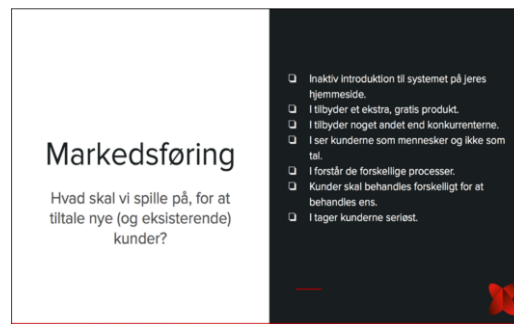 Markedsføring
Hvad skal vi spille på, for at
tiltale nye (og eksisterende)
kunder?
❑ Inaktiv introduktion til systemet på jeres
hjemmeside.
❑ I tilbyder et ekstra, gratis produkt.
❑ I tilbyder noget andet end konkurrenterne.
❑ I ser kunderne som mennesker og ikke som
tal.
❑ I forstår de forskellige processer.
❑ Kunder skal behandles forskelligt for at
behandles ens.
❑ I tager kunderne seriøst.